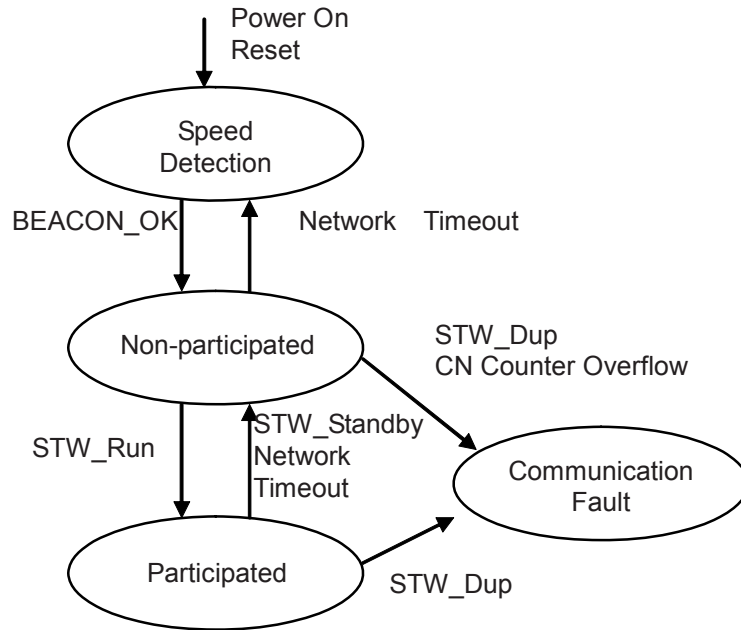 Power On
Reset
Speed
Detection
BEACON_OK
Network Timeout
Non-participated
STW_Dup
CN Counter Overflow
STW_Run
STW_Standby
Network
Timeout
Communication
Fault
Participated
STW_Dup